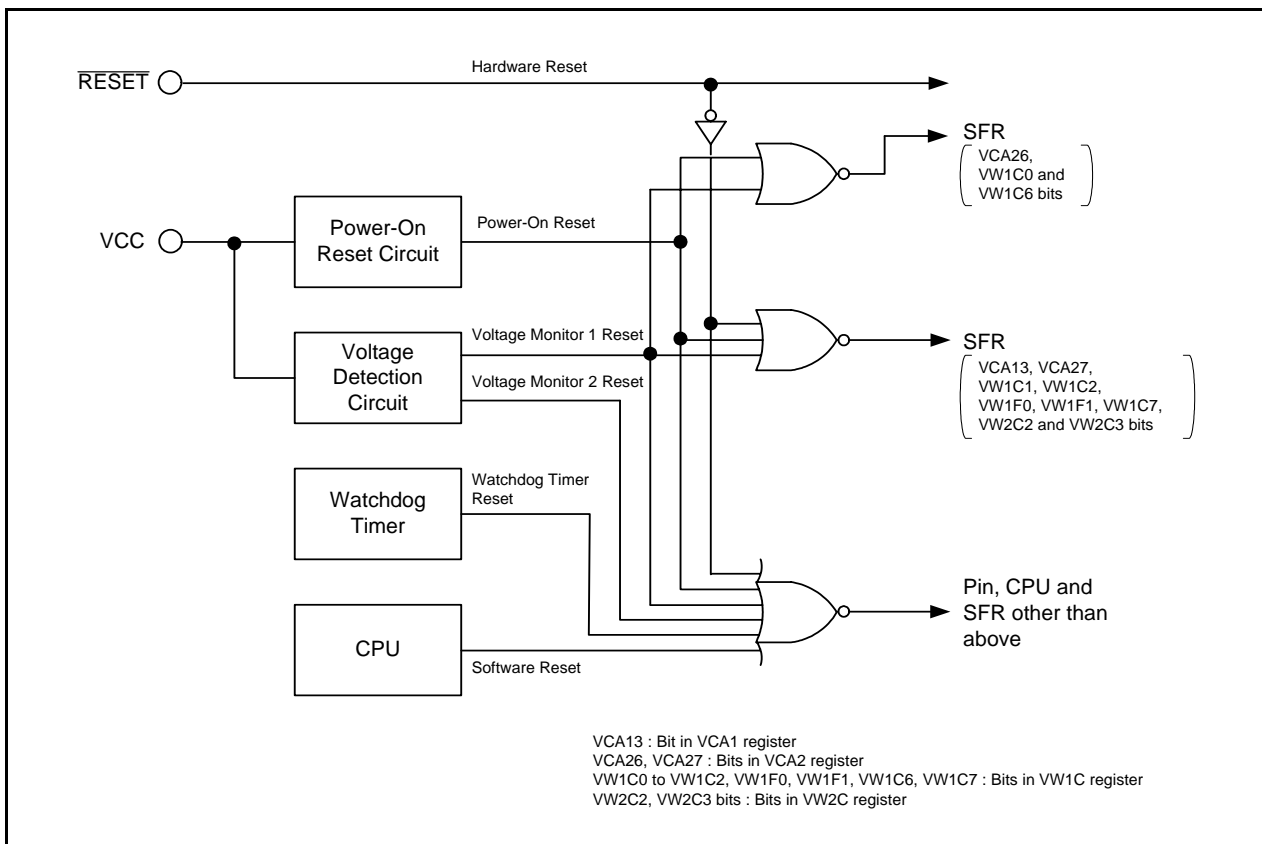 Hardware Reset
RESET
SFR
VCA26,
VW1C0 and
VW1C6 bits
Power-On
Reset Circuit
Power-On Reset
VCC
Voltage Monitor 1 Reset
Voltage
Detection
Circuit
Voltage Monitor 2 Reset
SFR
VCA13, VCA27,
VW1C1, VW1C2,
VW1F0, VW1F1, VW1C7,
VW2C2 and VW2C3 bits
Watchdog Timer
Reset
Watchdog
Timer
Pin, CPU and
SFR other than
above
CPU
Software Reset
VCA13 : Bit in VCA1 register
VCA26, VCA27 : Bits in VCA2 register
VW1C0 to VW1C2, VW1F0, VW1F1, VW1C6, VW1C7 : Bits in VW1C register
VW2C2, VW2C3 bits : Bits in VW2C register